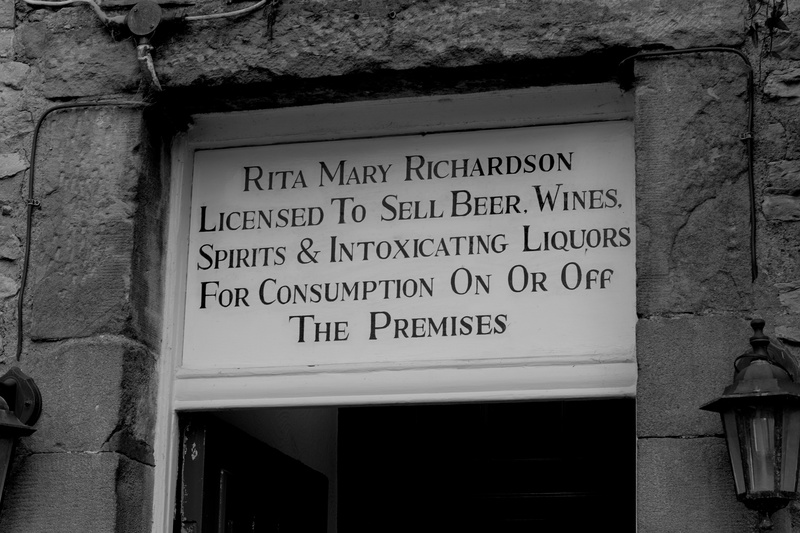 Rita Mary Richardson
Licensed To Sell Beer, Wines,
Spirits & Intoxicating Liquors
For Consumption On Or Off
The Premises